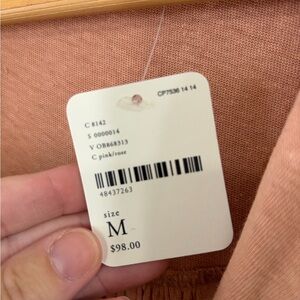 CP7536 14 14
C 8142
S 0000014
V OB868313
C pink/rose
48437263
size
M
$98.00